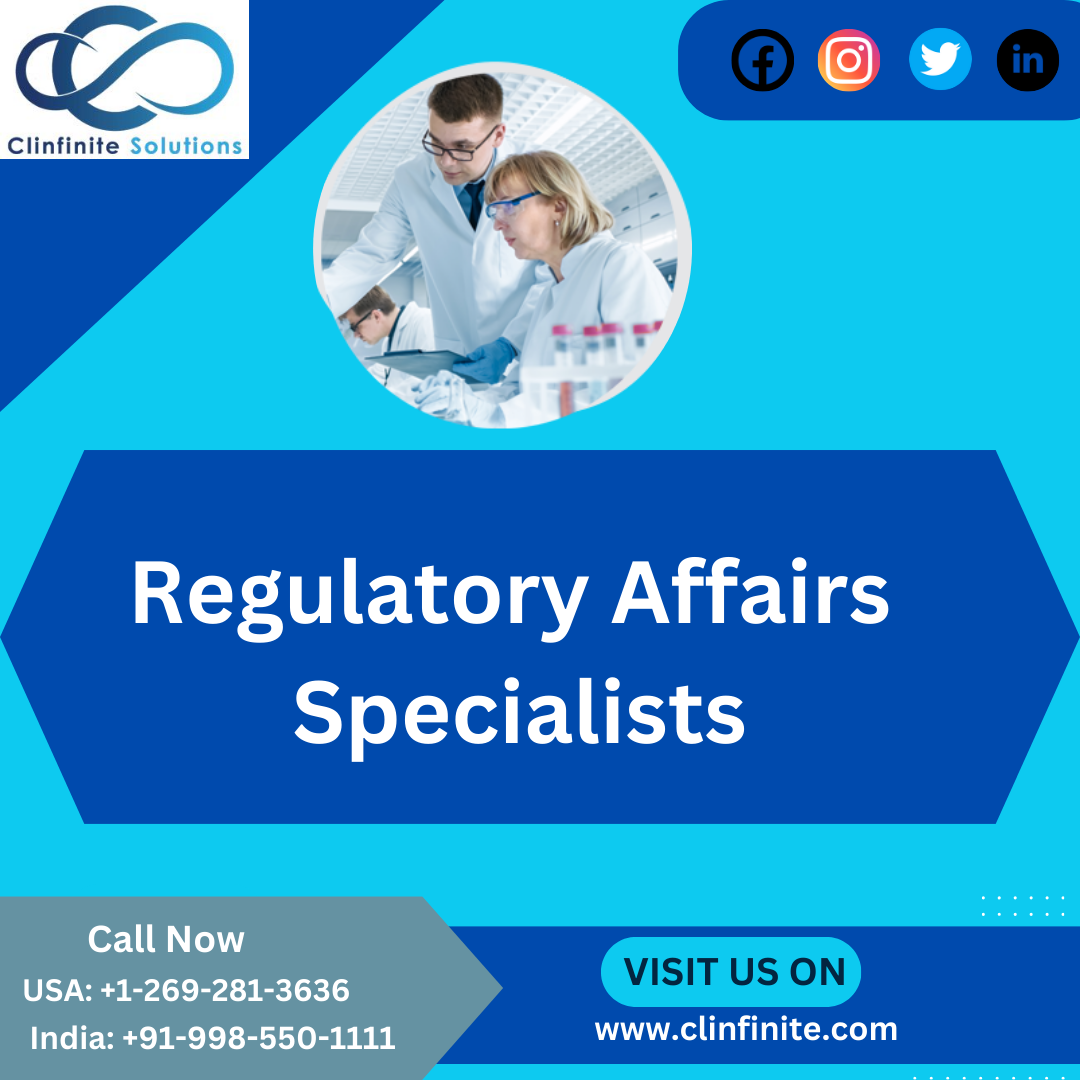 Clinfinite Solutions
Regulatory Affairs
Specialists
Call Now
USA: +1-269-281-3636
India: +91-998-550-1111
VISIT US ON
www.clinfinite.com